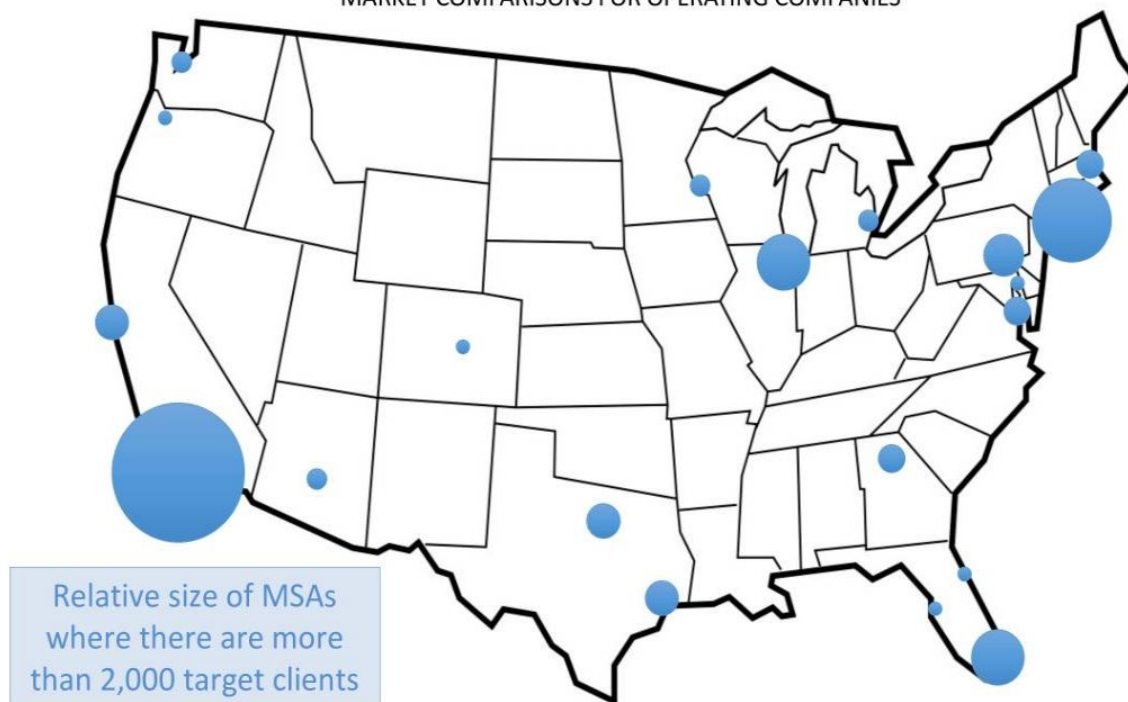 MARKET COMPARISONS FOR OPERATING COMPANIES
Relative size of MSAs
where there are more
than 2,000 target clients